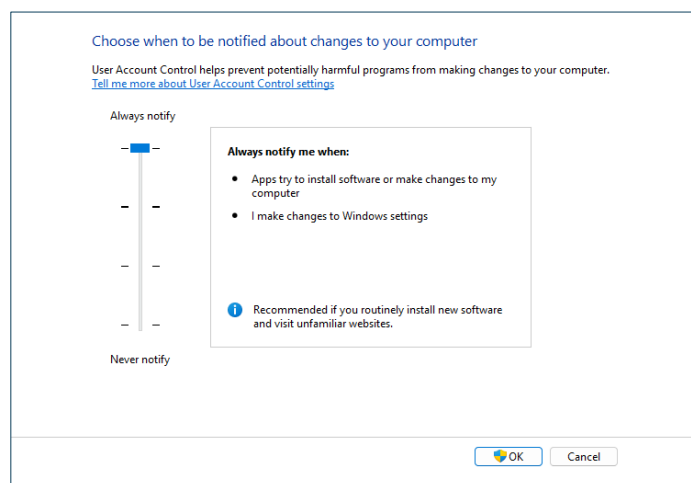 Choose when to be notified about changes to your computer
User Account Control helps prevent potentially harmful programs from making changes to your computer.
Tell me more about User Account Control settings
Always notify
Always notify me when:
Apps try to install software or make changes to my
computer
I make changes to Windows settings
Recommended if you routinely install new software
and visit unfamiliar websites.
Never notify
OK
Cancel